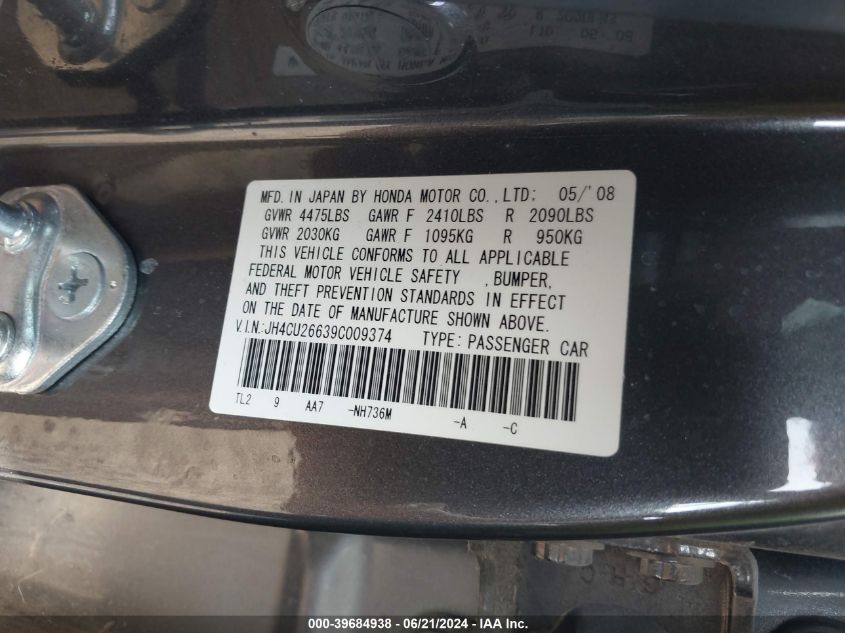 MFD. IN JAPAN BY HONDA MOTOR CO., LTD: 05/'08
GVWR 4475LBS GAWR F 2410LBS R 2090LBS
GVWR 2030KG GAWR F 1095KG R 950KG
THIS VEHICLE CONFORMS TO ALL APPLICABLE
FEDERAL MOTOR VEHICLE SAFETY , BUMPER,
AND THEFT PREVENTION STANDARDS IN EFFECT
ON THE DATE OF MANUFACTURE SHOWN ABOVE.
V.I.N.:JH4CU26639C009374 TYPE: PASSENGER CAR
TL2 9 AA7 -NH736M -A -C
000-39684938 - 06/21/2024 - IAAI.COM